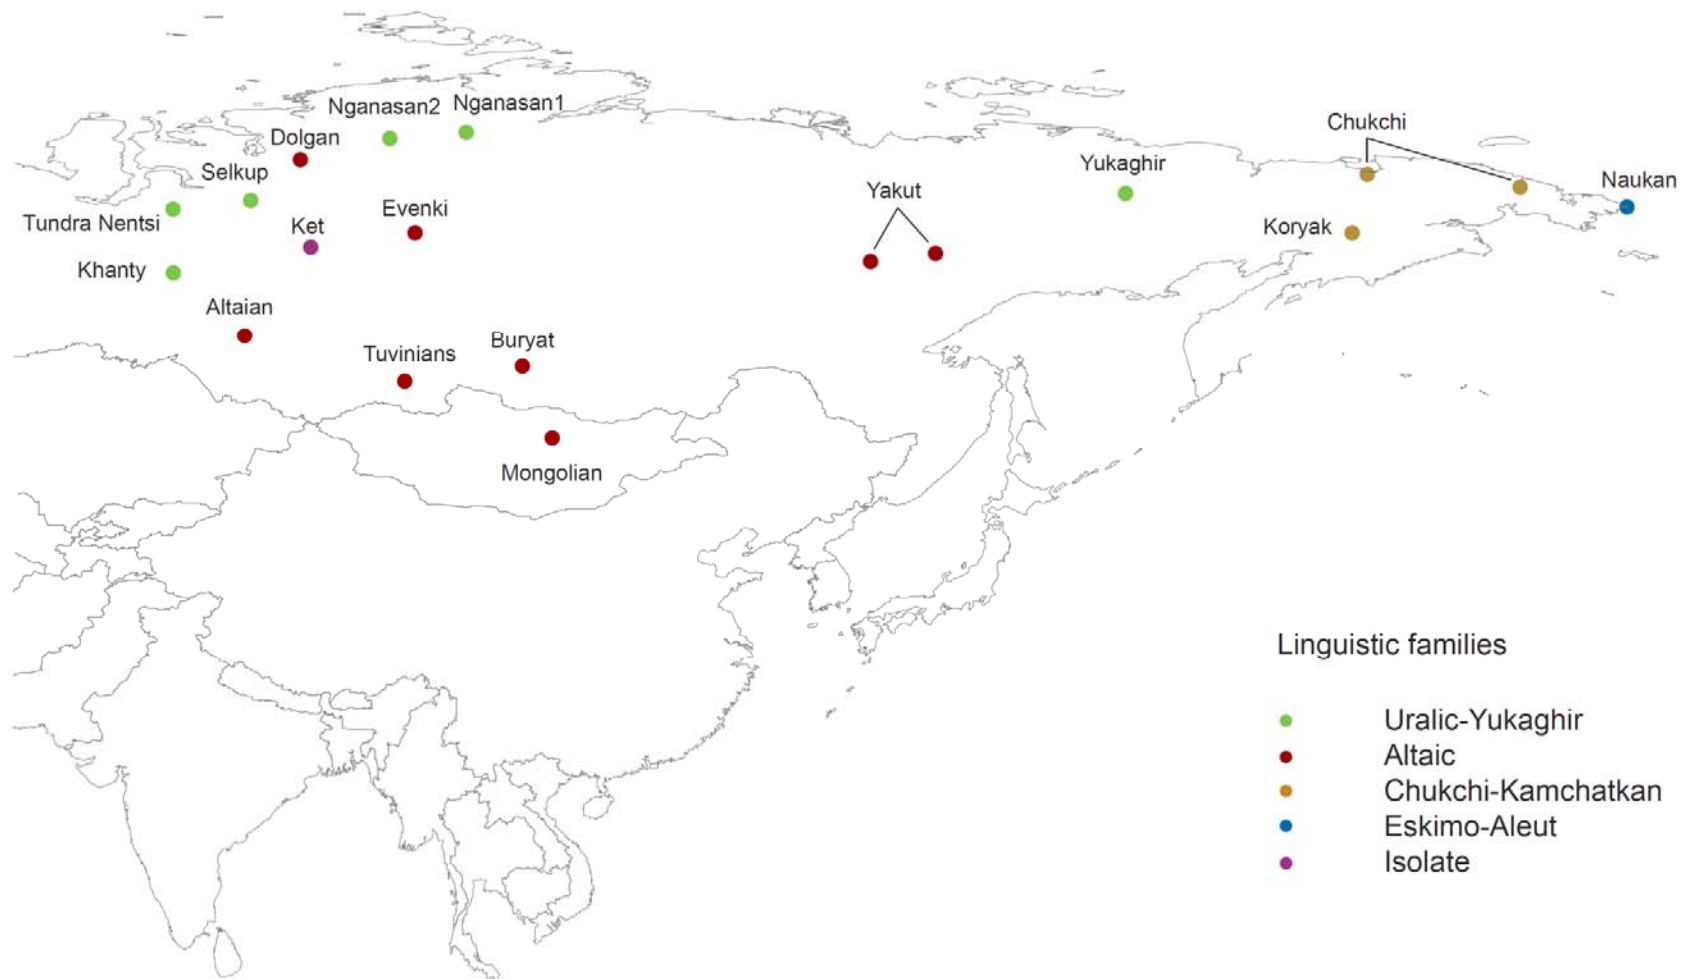 Nganasan2
Nganasan1
Dolgan
Selkup
Tundra Nentsi
Ket
Evenki
Khanty
Altaian
Tuvinians
Buryat
Mongolian
Yakut
Yukaghir
Chukchi
Koryak
Naukan
Linguistic families
Uralic-Yukaghir
Altaic
Chukchi-Kamchatkan
Eskimo-Aleut
Isolate